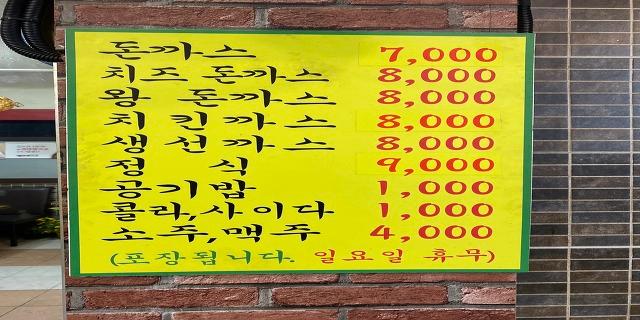 돈까스 7,000
치즈 돈까스 8,000
왕 돈까스 8,000
치킨까스 8,000
생선까스 8,000
정 식 9,000
공기밥 1,000
콜라,사이다 1,000
소주,맥주 4,000
(포장됩니다. 일요일 휴무)